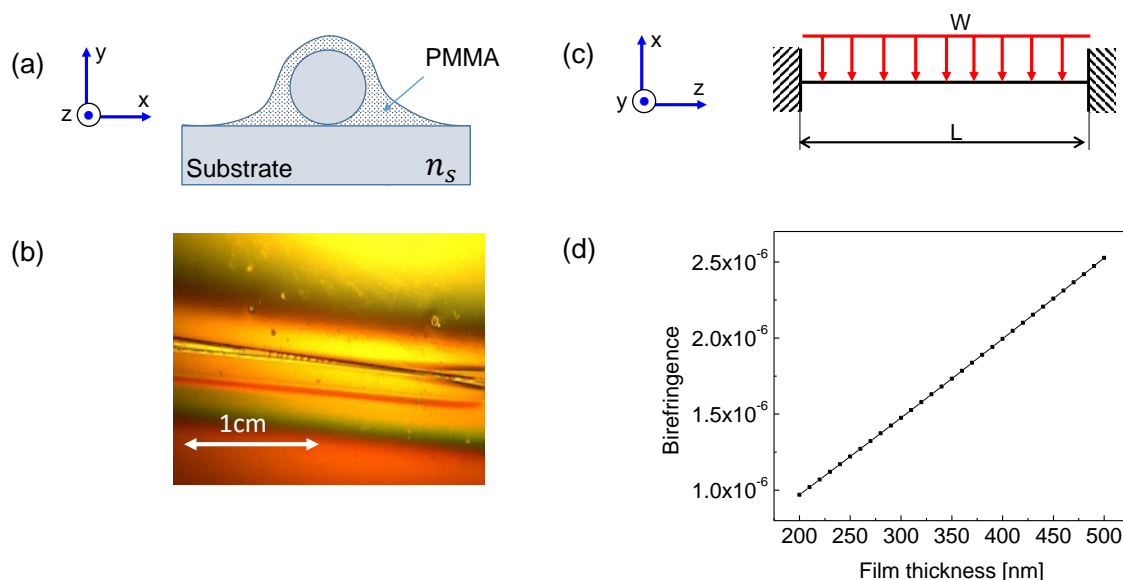 (a)
y
z
x
PMMA
Substrate
n_s
(b)
1cm
(c)
x
y
z
W
L
(d)
Birefringence
2.5x10⁻⁶
2.0x10⁻⁶
1.5x10⁻⁶
1.0x10⁻⁶
200 250 300 350 400 450 500
Film thickness [nm]